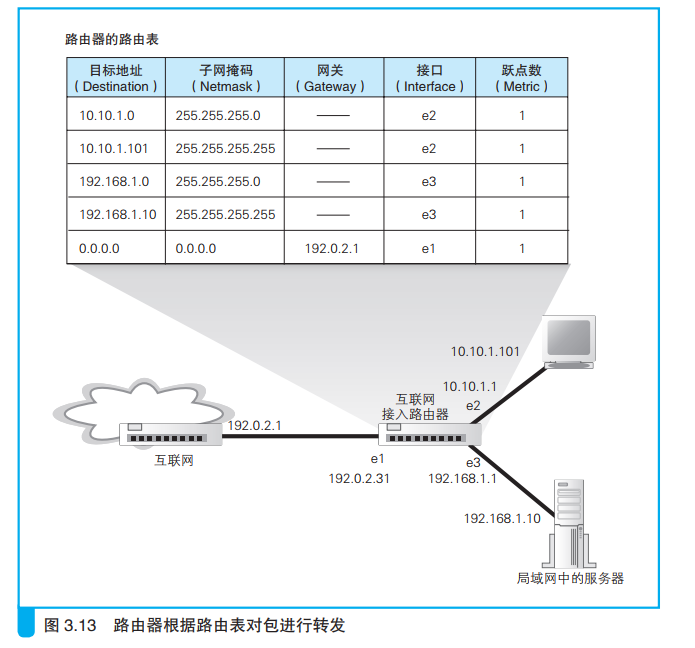 路由器的路由表
目标地址 子网掩码 网关 接口 跃点数
（Destination） （Netmask） （Gateway） （Interface） （Metric）
10.10.1.0 255.255.255.0 —— e2 1
10.10.1.101 255.255.255.255 —— e2 1
192.168.1.0 255.255.255.0 —— e3 1
192.168.1.10 255.255.255.255 —— e3 1
0.0.0.0 0.0.0.0 192.0.2.1 e1 1
10.10.1.101
10.10.1.1
互联网
接入路由器
e2
192.0.2.1
互联网
e1
192.0.2.31
e3
192.168.1.1
192.168.1.10
局域网中的服务器
图 3.13 路由器根据路由表对包进行转发